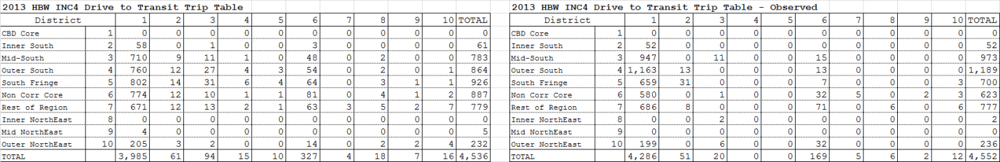 2013 HBW INC4 Drive to Transit Trip Table
District 1 2 3 4 5 6 7 8 9 10 TOTAL
CBD Core 1 0 0 0 0 0 0 0 0 0 0 0
Inner South 2 58 0 1 0 0 3 0 0 0 0 61
Mid-South 3 710 9 11 1 0 48 0 2 0 0 783
Outer South 4 760 12 27 4 3 54 0 2 0 1 864
South Fringe 5 802 14 31 6 4 64 0 3 1 1 926
Non Corr Core 6 774 12 10 1 1 81 0 4 1 2 887
Rest of Region 7 671 12 13 2 1 63 3 5 2 7 779
Inner NorthEast 8 0 0 0 0 0 0 0 0 0 0 0
Mid NorthEast 9 4 0 0 0 0 0 0 0 0 0 5
Outer NorthEast 10 205 3 2 0 0 14 0 2 2 4 232
TOTAL 3,985 61 94 15 10 327 4 18 7 16 4,536
2013 HBW INC4 Drive to Transit Trip Table - Observed
District 1 2 3 4 5 6 7 8 9 10 TOTAL
CBD Core 1 0 0 0 0 0 0 0 0 0 0 0
Inner South 2 52 0 0 0 0 0 0 0 0 0 52
Mid-South 3 947 0 11 0 0 15 0 0 0 0 973
Outer South 4 1,163 13 0 0 0 13 0 0 0 0 1,189
South Fringe 5 659 31 0 0 0 7 0 0 0 3 700
Non Corr Core 6 580 0 1 0 0 32 5 0 2 3 623
Rest of Region 7 686 8 0 0 0 71 0 6 0 6 777
Inner NorthEast 8 0 0 2 0 0 0 0 0 0 0 2
Mid NorthEast 9 0 0 0 0 0 0 0 0 0 0 0
Outer NorthEast 10 199 0 6 0 0 32 0 0 0 0 236
TOTAL 4,286 51 20 0 0 169 5 6 2 12 4,552